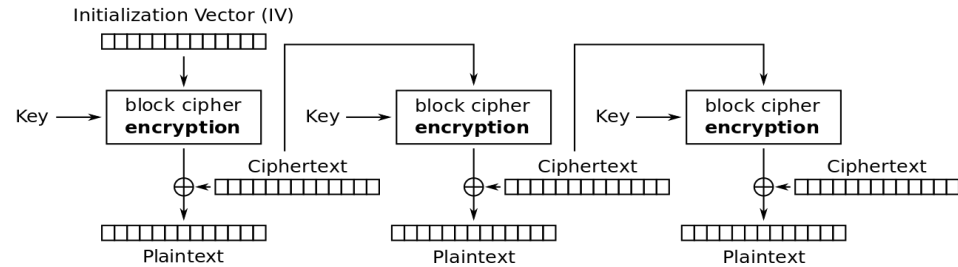 Initialization Vector (IV)
Key
block cipher
encryption
Ciphertext
Plaintext
Key
block cipher
encryption
Ciphertext
Plaintext
Key
block cipher
encryption
Ciphertext
Plaintext